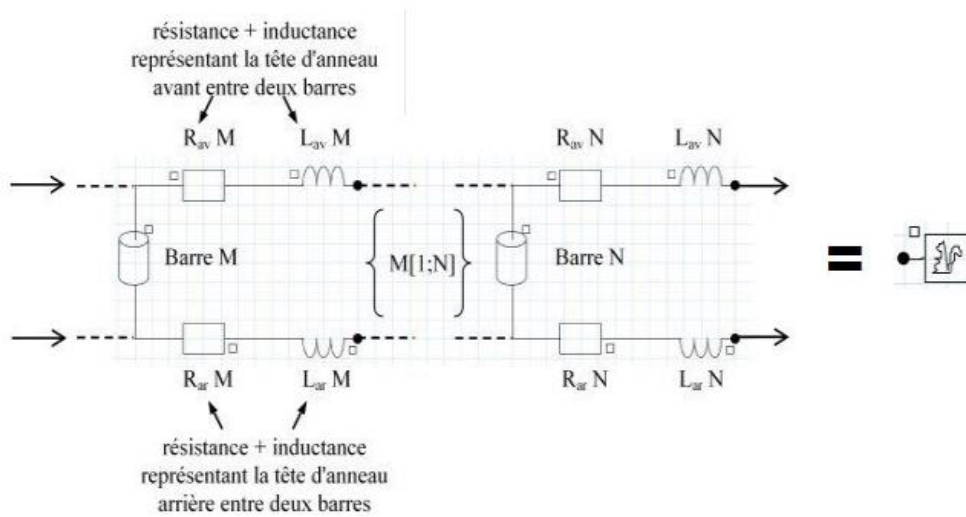 résistance + inductance
représentant la tête d'anneau
avant entre deux barres
R_av M L_av M R_av N L_av N
Barre M { M[1;N] } Barre N =
R_ar M L_ar M R_ar N L_ar N
résistance + inductance
représentant la tête d'anneau
arrière entre deux barres